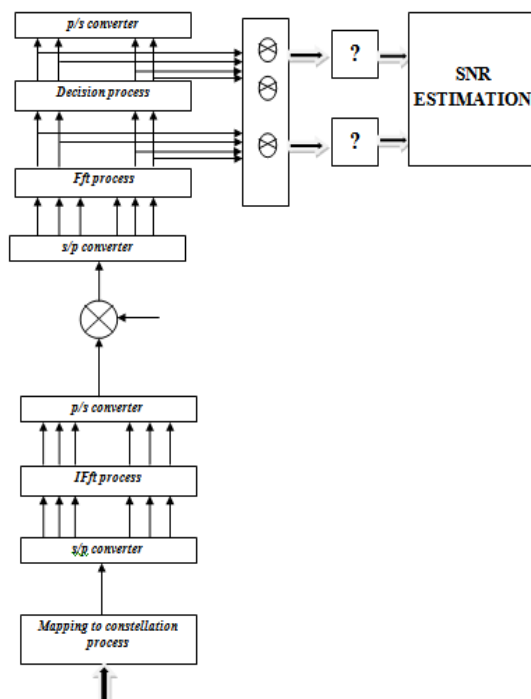 p/s converter
Decision process
Fft process
s/p converter
?
?
SNR
ESTIMATION
p/s converter
IFft process
s/p converter
Mapping to constellation
process